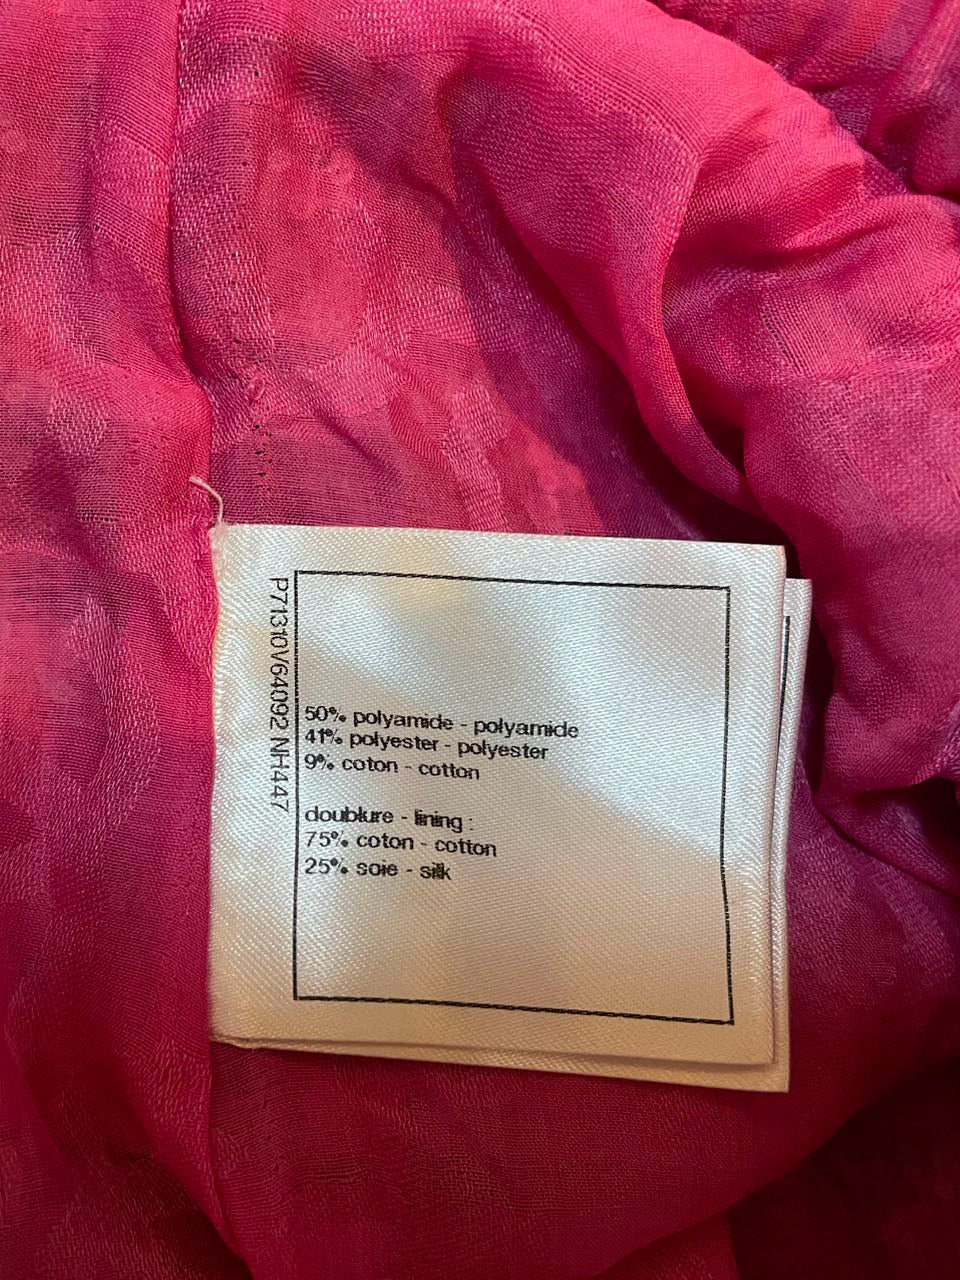 P71310V64092 NH447
50% polyamide - polyamide
41% polyester - polyester
9% coton - cotton
doublure - lining :
75% coton - cotton
25% soie - silk